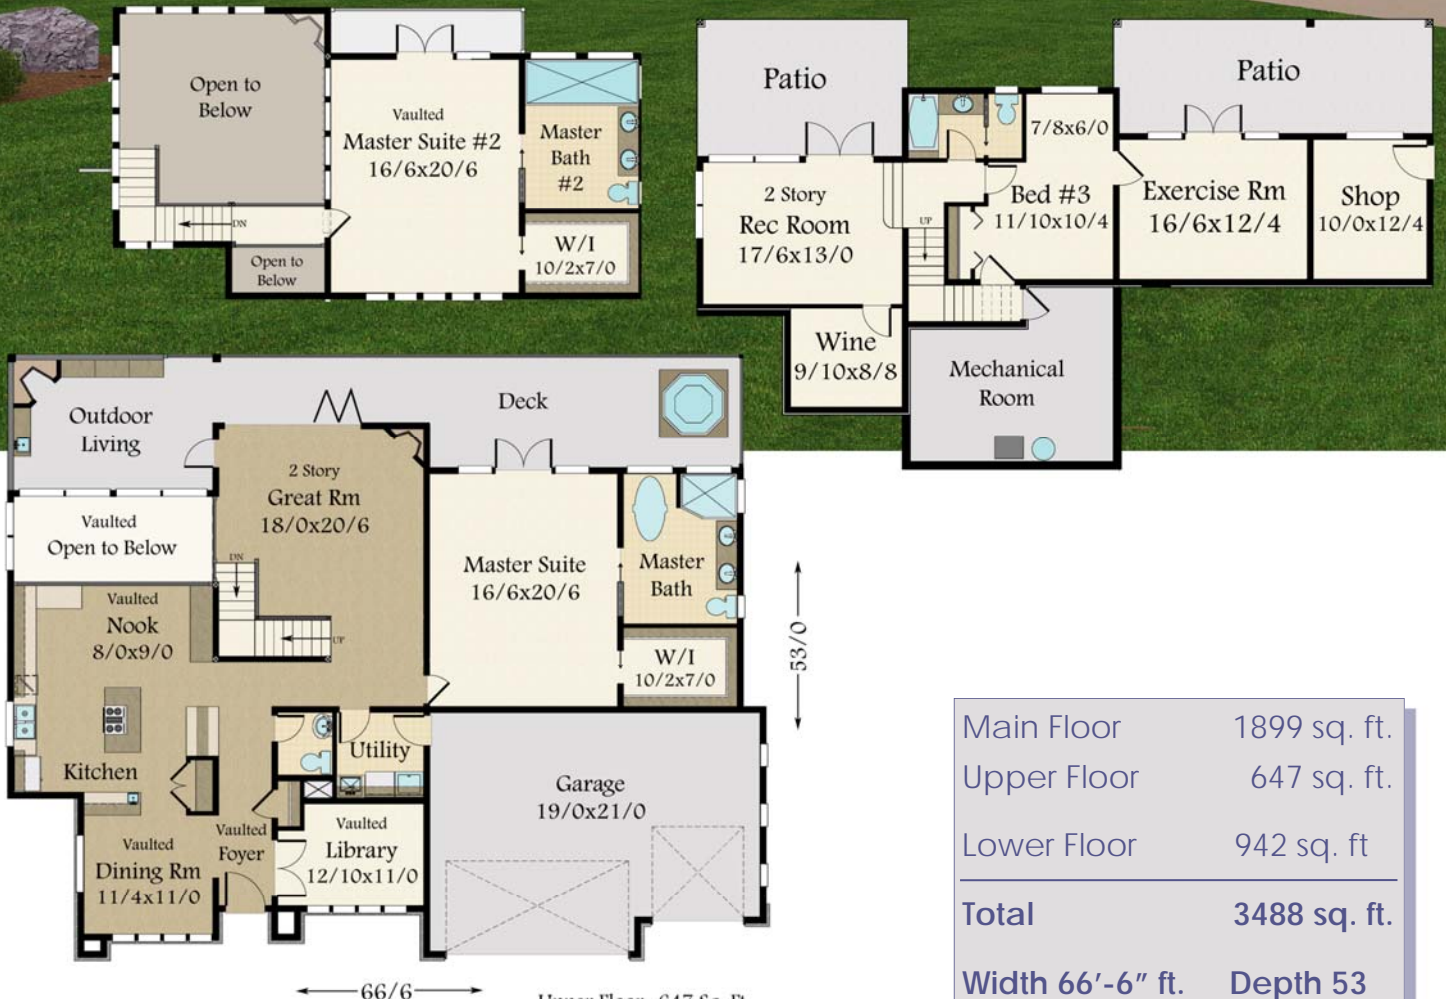 Open to
Below
Vaulted
Master Suite #2
16/6x20/6
Master
Bath
#2
W/I
10/2x7/0
DN
Open to
Below
Patio
Patio
7/8x6/0
2 Story
Rec Room
17/6x13/0
UP
Bed #3
11/10x10/4
Exercise Rm
16/6x12/4
Shop
10/0x12/4
Wine
9/10x8/8
Mechanical
Room
Outdoor
Living
Deck
2 Story
Great Rm
18/0x20/6
Vaulted
Open to Below
DN
UP
Master Suite
16/6x20/6
Master
Bath
W/I
10/2x7/0
53/0
Vaulted
Nook
8/0x9/0
Kitchen
Utility
Garage
19/0x21/0
Vaulted
Dining Rm
11/4x11/0
Vaulted
Foyer
Vaulted
Library
12/10x11/0
66/6
Upper Floor 647 Sq. Ft.
Main Floor 1899 sq. ft.
Upper Floor 647 sq. ft.
Lower Floor 942 sq. ft
Total 3488 sq. ft.
Width 66'-6" ft. Depth 53